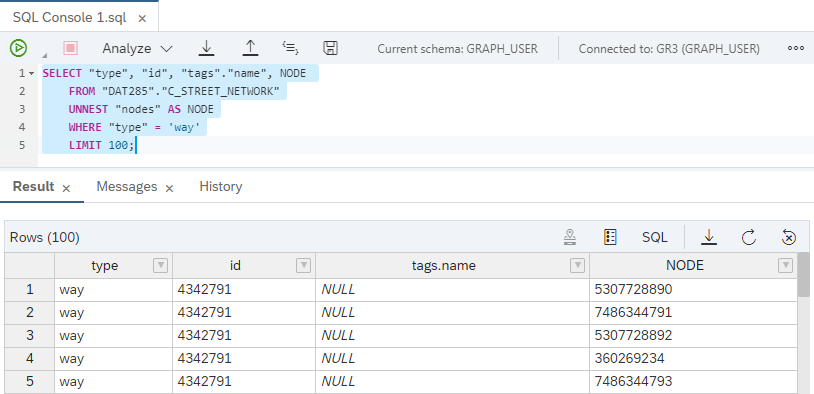 SQL Console 1.sql ×
Analyze Current schema: GRAPH_USER Connected to: GR3 (GRAPH_USER)
1 SELECT "type", "id", "tags"."name", NODE
2 FROM "DAT285"."C_STREET_NETWORK"
3 UNNEST "nodes" AS NODE
4 WHERE "type" = 'way'
5 LIMIT 100;
Result × Messages × History
Rows (100) SQL
type id tags.name NODE
1 way 4342791 NULL 5307728890
2 way 4342791 NULL 7486344791
3 way 4342791 NULL 5307728892
4 way 4342791 NULL 360269234
5 way 4342791 NULL 7486344793